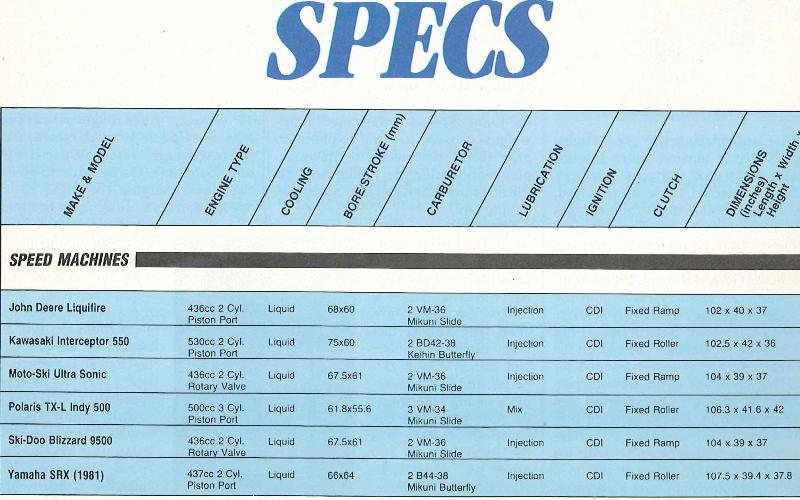 SPECS
MAKE & MODEL
ENGINE TYPE
COOLING
BORE:STROKE (mm)
CARBURETOR
LUBRICATION
IGNITION
CLUTCH
DIMENSIONS
(inches)
Length x Width x
Height
SPEED MACHINES
John Deere Liquifire 436cc 2 Cyl. Liquid 68x60 2 VM-36 Injection CDI Fixed Ramp 102 x 40 x 37
Piston Port Mikuni Slide
Kawasaki Interceptor 550 530cc 2 Cyl. Liquid 75x60 2 BD42-38 Injection CDI Fixed Roller 102.5 x 42 x 36
Piston Port Keihin Butterfly
Moto-Ski Ultra Sonic 436cc 2 Cyl. Liquid 67.5x61 2 VM-36 Injection CDI Fixed Ramp 104 x 39 x 37
Rotary Valve Mikuni Slide
Polaris TX-L Indy 500 500cc 3 Cyl. Liquid 61.8x55.6 3 VM-34 Mix CDI Fixed Roller 106.3 x 41.6 x 42
Piston Port Mikuni Slide
Ski-Doo Blizzard 9500 436cc 2 Cyl. Liquid 67.5x61 2 VM-36 Injection CDI Fixed Ramp 104 x 39 x 37
Rotary Valve Mikuni Slide
Yamaha SRX (1981) 437cc 2 Cyl. Liquid 66x64 2 B44-38 Injection CDI Fixed Roller 107.5 x 39.4 x 37.8
Piston Port Mikuni Butterfly